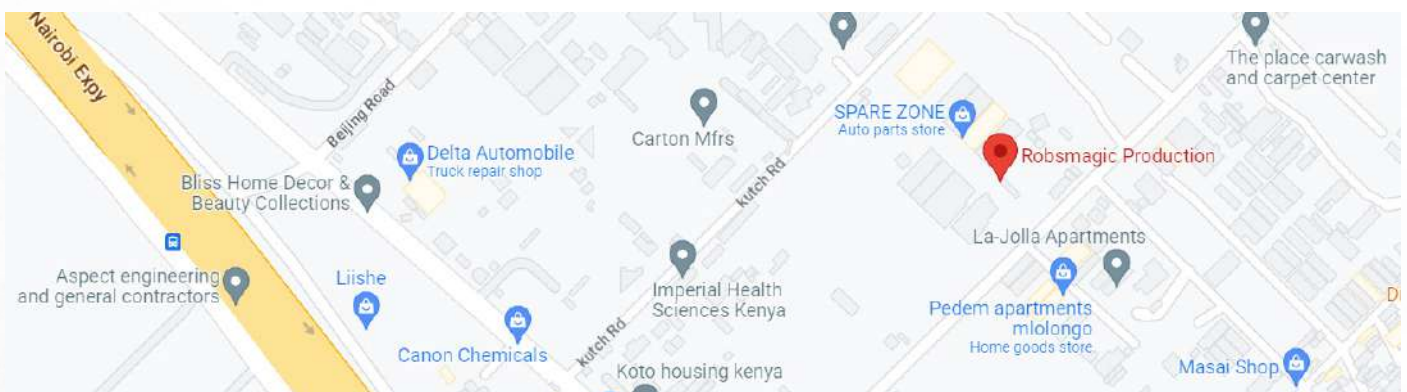 Nairobi Expy
Beijing Road
Delta Automobile
Truck repair shop
Bliss Home Decor &
Beauty Collections
Aspect engineering
and general contractors
Liishe
Canon Chemicals
Carton Mfrs
kutch Rd
Imperial Health
Sciences Kenya
kutch Rd
Koto housing kenya
SPARE ZONE
Auto parts store
Robsmagic Production
The place carwash
and carpet center
La-Jolla Apartments
Pedem apartments
mlolongo
Home goods store
Masai Shop